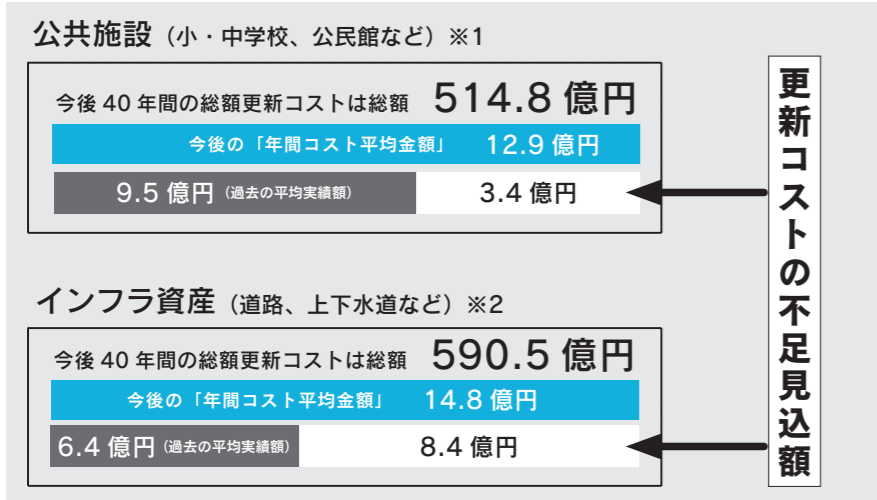 公共施設（小・中学校、公民館など）※1
今後 40 年間の総額更新コストは総額 514.8 億円
今後の「年間コスト平均金額」 12.9 億円
9.5 億円（過去の平均実績額） 3.4 億円
インフラ資産（道路、上下水道など）※2
今後 40 年間の総額更新コストは総額 590.5 億円
今後の「年間コスト平均金額」 14.8 億円
6.4 億円（過去の平均実績額） 8.4 億円
更新コストの不足見込額